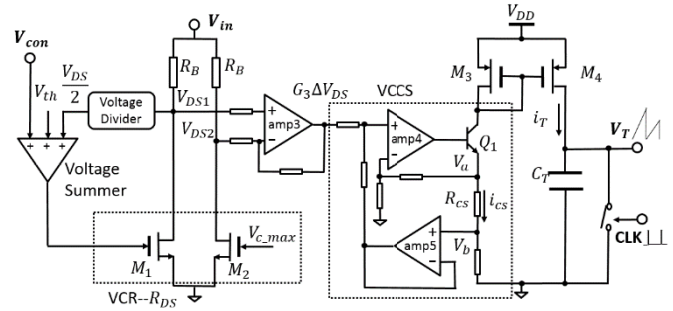 V_con
V_in
V_DD
V_th
V_DS/2
Voltage Divider
R_B
R_B
V_DS1
V_DS2
G_3ΔV_DS
VCCS
M_3
M_4
+
+
+
Voltage Summer
+
−
amp3
+
−
amp4
Q_1
i_T
V_T
V_a
C_T
R_cs
i_cs
CLK
M_1
M_2
V_c_max
+
−
amp5
V_b
VCR--R_DS